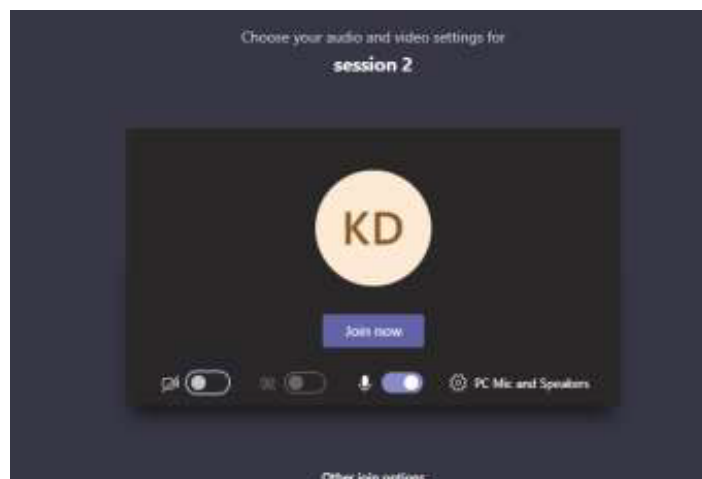 Choose your audio and video settings for
session 2
KD
Join now
PC Mic and Speakers
Other join options